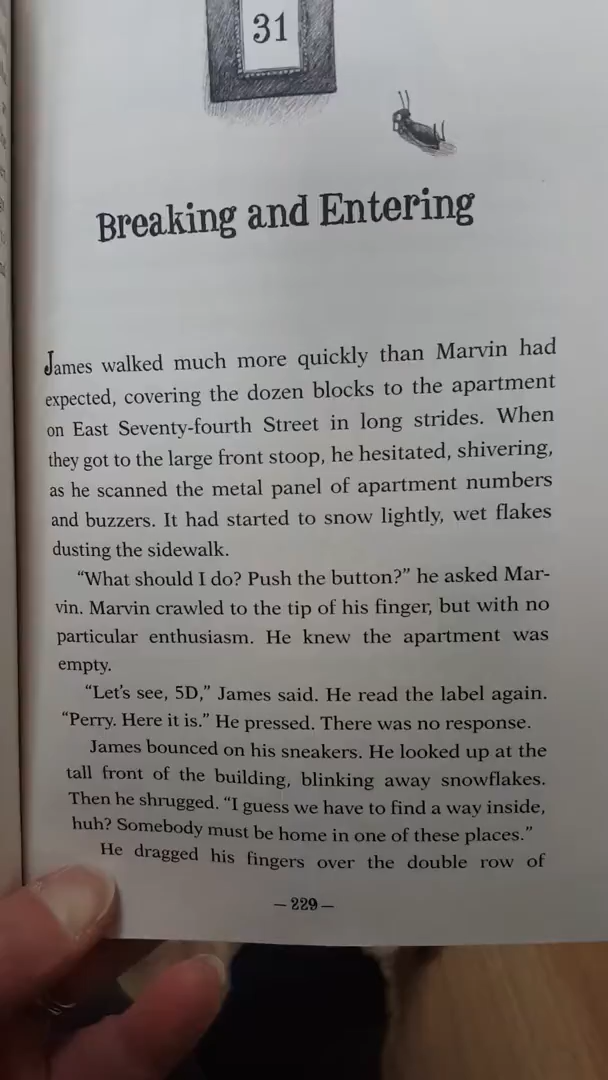 31
Breaking and Entering
James walked much more quickly than Marvin had
expected, covering the dozen blocks to the apartment
on East Seventy-fourth Street in long strides. When
they got to the large front stoop, he hesitated, shivering,
as he scanned the metal panel of apartment numbers
and buzzers. It had started to snow lightly, wet flakes
dusting the sidewalk.
“What should I do? Push the button?” he asked Mar-
vin. Marvin crawled to the tip of his finger, but with no
particular enthusiasm. He knew the apartment was
empty.
“Let’s see, 5D,” James said. He read the label again.
“Perry. Here it is.” He pressed. There was no response.
James bounced on his sneakers. He looked up at the
tall front of the building, blinking away snowflakes.
Then he shrugged. “I guess we have to find a way inside,
huh? Somebody must be home in one of these places.”
He dragged his fingers over the double row of
— 229 —